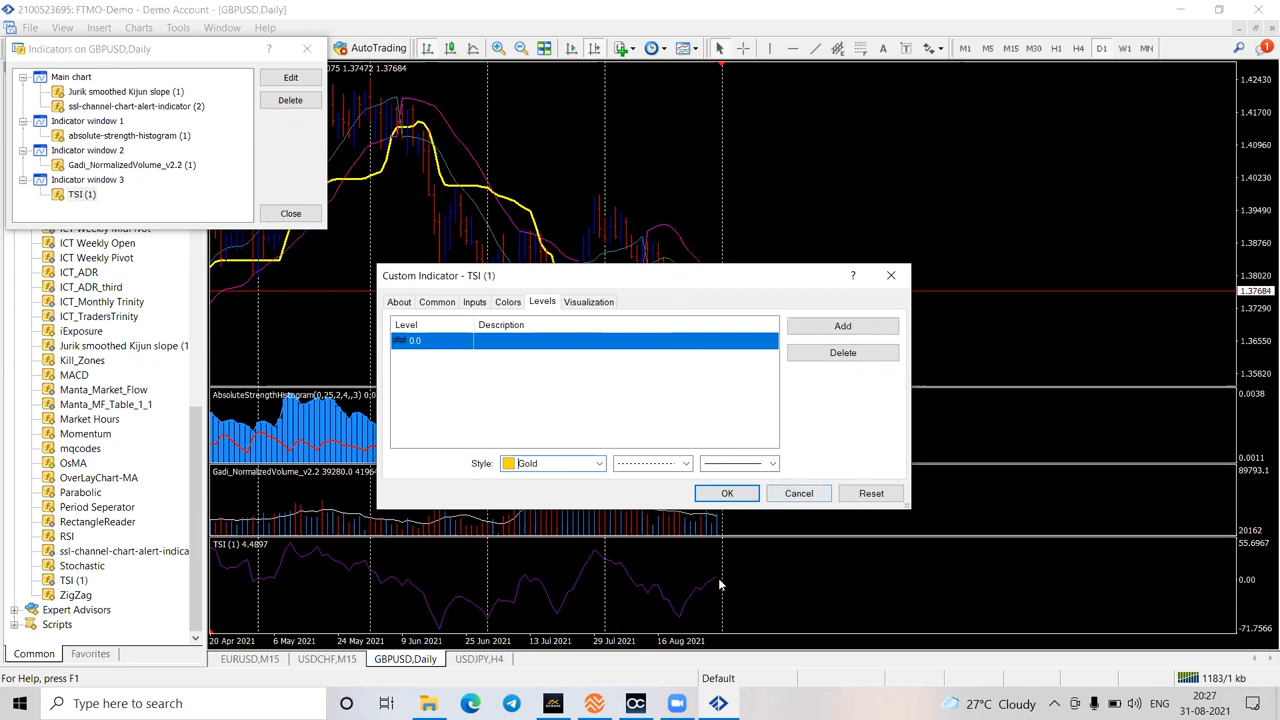 2100523695: FTMO-Demo - Demo Account - [GBPUSD,Daily]
File View Insert Charts Tools Window Help
Indicators on GBPUSD,Daily
AutoTrading
M1 M5 M15 M30 H1 H4 D1 W1 MN
1
Main chart
Edit
Jurik smoothed Kijun slope (1)
Delete
ssl-channel-chart-alert-indicator (2)
Indicator window 1
absolute-strength-histogram (1)
Indicator window 2
Gadi_NormalizedVolume_v2.2 (1)
Indicator window 3
TSI (1)
Close
075 1.37472 1.37684
1.42430
1.41700
1.40960
1.40230
1.39490
1.38760
1.38020
1.37684
1.37290
1.36550
1.35820
ICT Weekly Open
ICT Weekly Pivot
ICT_ADR
ICT_ADR_third
ICT_Monthly Trinity
ICT_TradersTrinity
iExposure
Jurik smoothed Kijun slope (1
Kill_Zones
MACD
Manta_Market_Flow
Manta_MF_Table_1_1
Market Hours
Momentum
mqcodes
OsMA
OverLayChart-MA
Parabolic
Period Seperator
RectangleReader
RSI
ssl-channel-chart-alert-indica
Stochastic
TSI (1)
ZigZag
Expert Advisors
Scripts
Common Favorites
Custom Indicator - TSI (1)
About Common Inputs Colors Levels Visualization
Level Description
0.0
Add
Delete
Style: Gold
OK Cancel Reset
AbsoluteStrengthHistogram(0,25,2,4,,3) 0.0
0.0038
0.0011
Gadi_NormalizedVolume_v2.2 39280.0 4196
89793.1
20162
TSI (1) 4.4897
55.6967
0.00
-71.7566
20 Apr 2021 6 May 2021 24 May 2021 9 Jun 2021 25 Jun 2021 13 Jul 2021 29 Jul 2021 16 Aug 2021
EURUSD,M15 USDCHF,M15 GBPUSD,Daily USDJPY,H4
For Help, press F1
Default
1183/1 kb
Type here to search
27°C Cloudy
ENG
20:27
31-08-2021